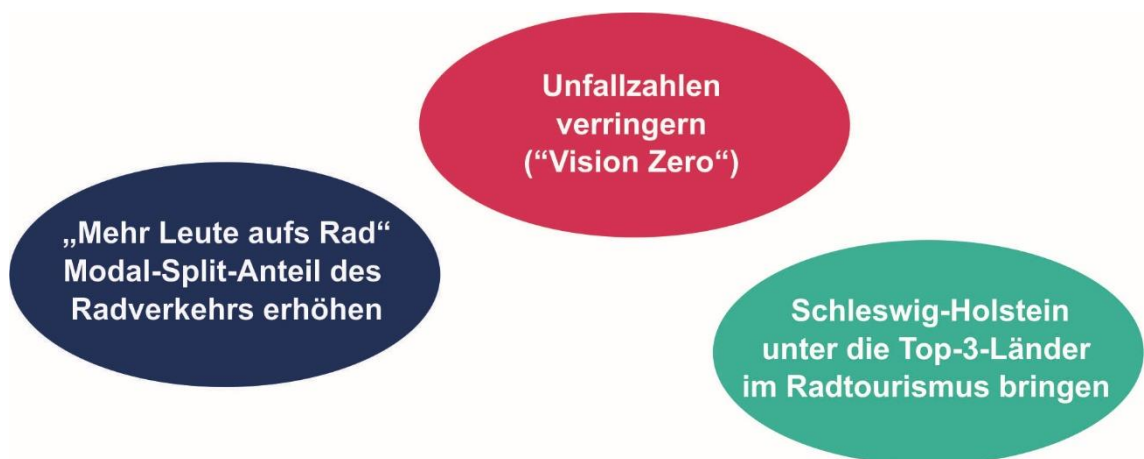 Unfallzahlen
verringern
(“Vision Zero“)
„Mehr Leute aufs Rad“
Modal-Split-Anteil des
Radverkehrs erhöhen
Schleswig-Holstein
unter die Top-3-Länder
im Radtourismus bringen